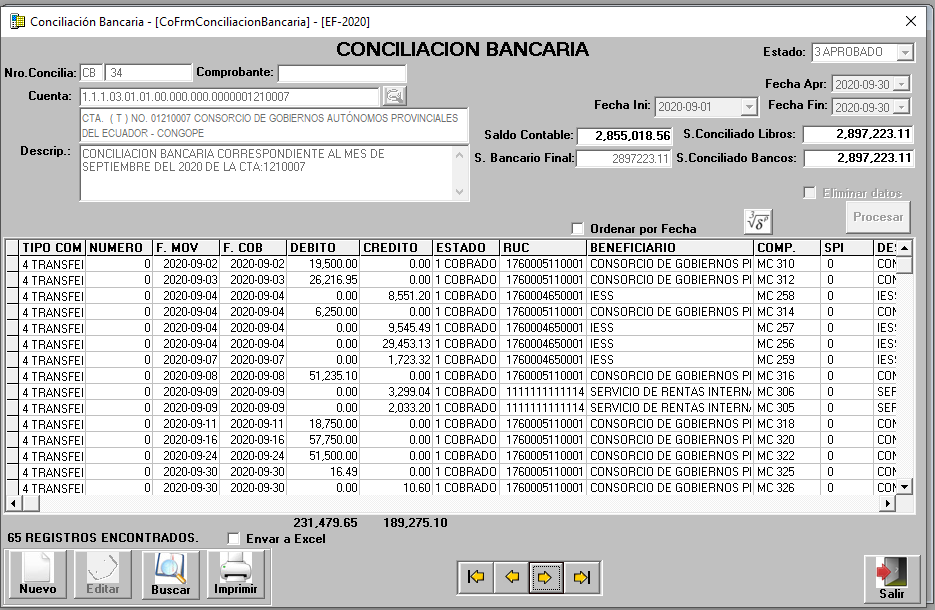 Conciliación Bancaria - [CoFrmConciliacionBancaria] - [EF-2020]
CONCILIACION BANCARIA
Estado: 3 APROBADO
Nro.Concilia: CB 34 Comprobante:
Fecha Apr: 2020-09-30
Cuenta: 1.1.1.03.01.01.00.000.000.0000001210007
Fecha Ini: 2020-09-01 Fecha Fin: 2020-09-30
CTA. ( T ) NO. 01210007 CONSORCIO DE GOBIERNOS AUTÓNOMOS PROVINCIALES
DEL ECUADOR - CONGOPE
Saldo Contable: 2,855,018.56 S.Conciliado Libros: 2,897,223.11
Descrip.: CONCILIACION BANCARIA CORRESPONDIENTE AL MES DE
SEPTIEMBRE DEL 2020 DE LA CTA:1210007
S. Bancario Final: 2897223.11 S.Conciliado Bancos: 2,897,223.11
Eliminar datos
Procesar
Ordenar por Fecha
TIPO COM NUMERO F. MOV F. COB DEBITO CREDITO ESTADO RUC BENEFICIARIO COMP. SPI DES
4 TRANSFEI 0 2020-09-02 2020-09-02 19,500.00 0.00 1 COBRADO 1760005110001 CONSORCIO DE GOBIERNOS PI MC 310 0 CON
4 TRANSFEI 0 2020-09-03 2020-09-03 26,216.95 0.00 1 COBRADO 1760005110001 CONSORCIO DE GOBIERNOS PI MC 312 0 CON
4 TRANSFEI 0 2020-09-04 2020-09-04 0.00 8,551.20 1 COBRADO 1760004650001 IESS MC 258 0 IESS
4 TRANSFEI 0 2020-09-04 2020-09-04 6,250.00 0.00 1 COBRADO 1760005110001 CONSORCIO DE GOBIERNOS PI MC 314 0 CON
4 TRANSFEI 0 2020-09-04 2020-09-04 0.00 9,545.49 1 COBRADO 1760004650001 IESS MC 257 0 IESS
4 TRANSFEI 0 2020-09-04 2020-09-04 0.00 29,453.13 1 COBRADO 1760004650001 IESS MC 256 0 IESS
4 TRANSFEI 0 2020-09-07 2020-09-07 0.00 1,723.32 1 COBRADO 1760004650001 IESS MC 259 0 IESS
4 TRANSFEI 0 2020-09-08 2020-09-08 51,235.10 0.00 1 COBRADO 1760005110001 CONSORCIO DE GOBIERNOS PI MC 316 0 CON
4 TRANSFEI 0 2020-09-09 2020-09-09 0.00 3,299.04 1 COBRADO 1111111111114 SERVICIO DE RENTAS INTERNA MC 306 0 SEF
4 TRANSFEI 0 2020-09-09 2020-09-09 0.00 2,033.20 1 COBRADO 1111111111114 SERVICIO DE RENTAS INTERNA MC 305 0 SEF
4 TRANSFEI 0 2020-09-11 2020-09-11 18,750.00 0.00 1 COBRADO 1760005110001 CONSORCIO DE GOBIERNOS PI MC 318 0 CON
4 TRANSFEI 0 2020-09-16 2020-09-16 57,750.00 0.00 1 COBRADO 1760005110001 CONSORCIO DE GOBIERNOS PI MC 320 0 CON
4 TRANSFEI 0 2020-09-24 2020-09-24 51,500.00 0.00 1 COBRADO 1760005110001 CONSORCIO DE GOBIERNOS PI MC 322 0 CON
4 TRANSFEI 0 2020-09-30 2020-09-30 16.49 0.00 1 COBRADO 1760005110001 CONSORCIO DE GOBIERNOS PI MC 325 0 CON
4 TRANSFEI 0 2020-09-30 2020-09-30 0.00 10.60 1 COBRADO 1760005110001 CONSORCIO DE GOBIERNOS PI MC 326 0 CON
231,479.65 189,275.10
65 REGISTROS ENCONTRADOS. Envar a Excel
Nuevo Editar Buscar Imprimir Salir